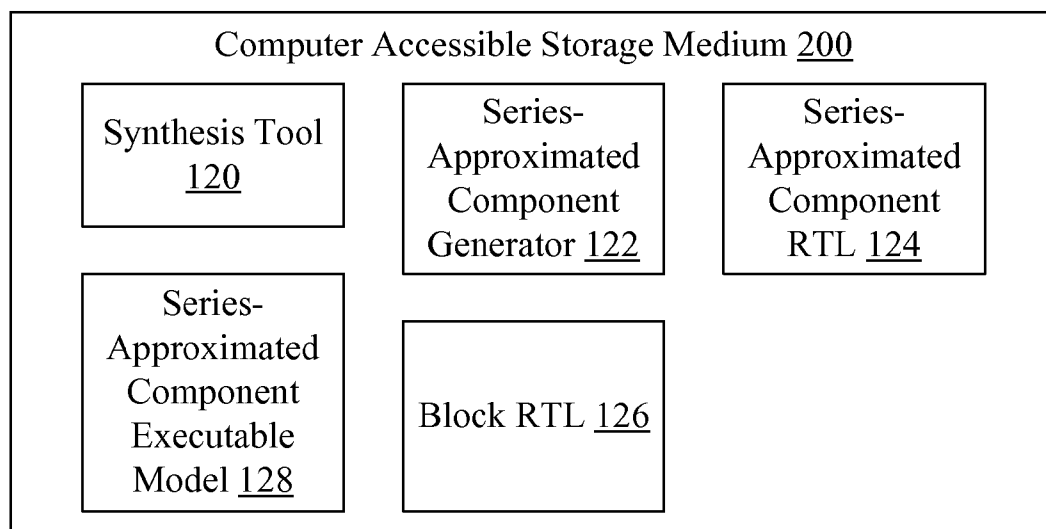 Computer Accessible Storage Medium 200
Synthesis Tool
120
Series-
Approximated
Component
Generator 122
Series-
Approximated
Component
RTL 124
Series-
Approximated
Component
Executable
Model 128
Block RTL 126